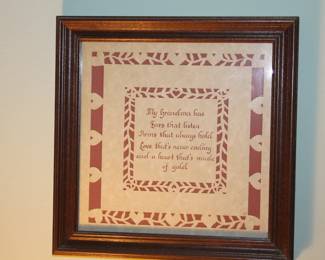 My Grandma has
Ears that listen
Arms that always hold
Love that's never ending
and a heart that's made
of gold.